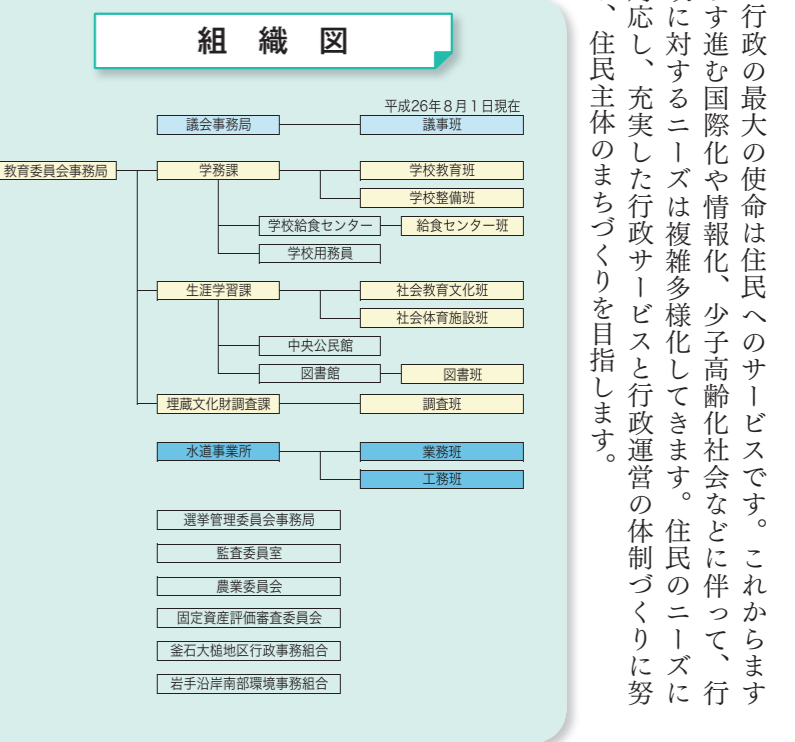 行政の最大の使命は住民へのサービスです。これからます
す進む国際化や情報化、少子高齢化社会などに伴って、行
に対するニーズは複雑多様化してきます。住民のニーズに
応し、充実した行政サービスと行政運営の体制づくりに努
、住民主体のまちづくりを目指します。
組織図
平成26年8月1日現在
議会事務局
議事班
教育委員会事務局
学務課
学校教育班
学校整備班
学校給食センター
給食センター班
学校用務員
生涯学習課
社会教育文化班
社会体育施設班
中央公民館
図書館
図書班
埋蔵文化財調査課
調査班
水道事業所
業務班
工務班
選挙管理委員会事務局
監査委員室
農業委員会
固定資産評価審査委員会
釜石大槌地区行政事務組合
岩手沿岸南部環境事務組合